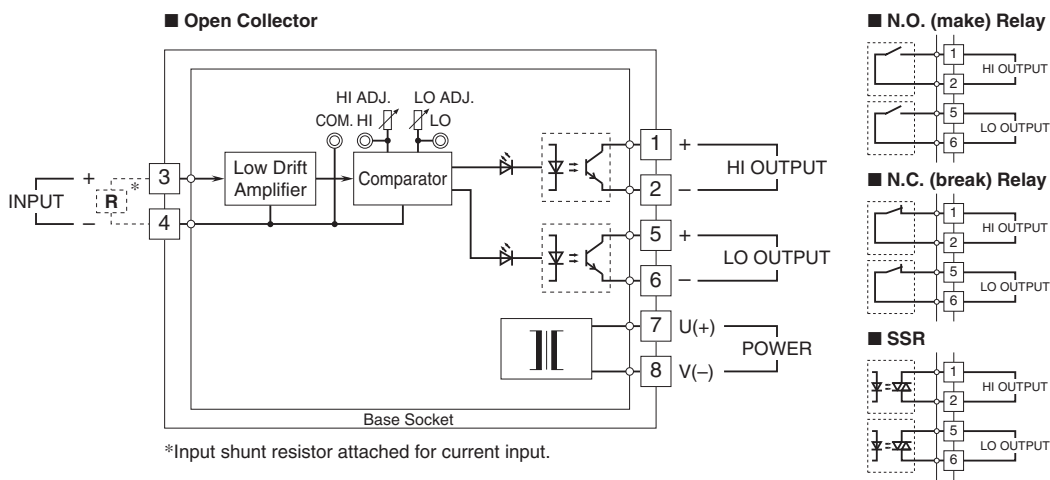 ■ Open Collector
HI ADJ. LO ADJ.
COM. HI LO
Low Drift
Amplifier
Comparator
INPUT
+
–
R
*
3
4
1 +
2 –
HI OUTPUT
5 +
6 –
LO OUTPUT
7 U(+)
8 V(–)
POWER
Base Socket
*Input shunt resistor attached for current input.
■ N.O. (make) Relay
1
2
HI OUTPUT
5
6
LO OUTPUT
■ N.C. (break) Relay
1
2
HI OUTPUT
5
6
LO OUTPUT
■ SSR
1
2
HI OUTPUT
5
6
LO OUTPUT